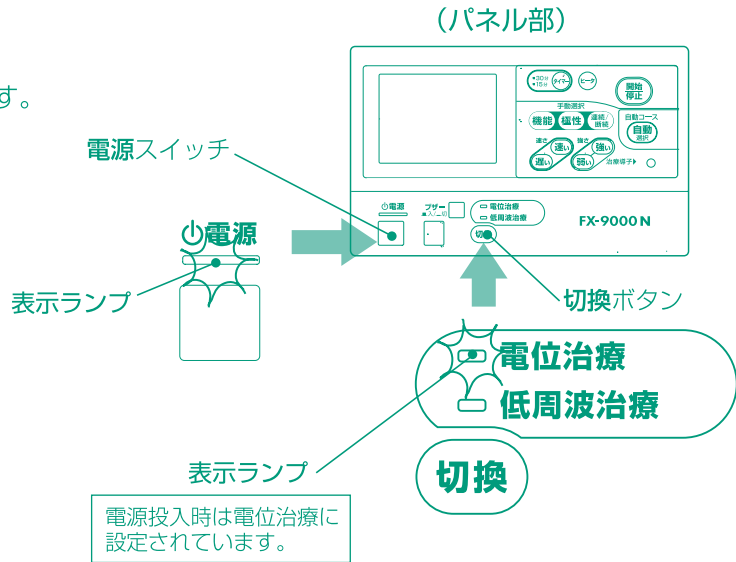 （パネル部）
す。
•30分
•15分
タイマー
ヒータ
開始
停止
手動選択
機能
極性
連続/
断続
自動コース
自動
選択
速さ
速い
遅い
強さ
強い
弱い
治療導子▶
電源スイッチ
電源
ブザー
入/切
電位治療
低周波治療
切換
FX-9000N
電源
表示ランプ
切換ボタン
電位治療
低周波治療
切換
表示ランプ
電源投入時は電位治療に
設定されています。